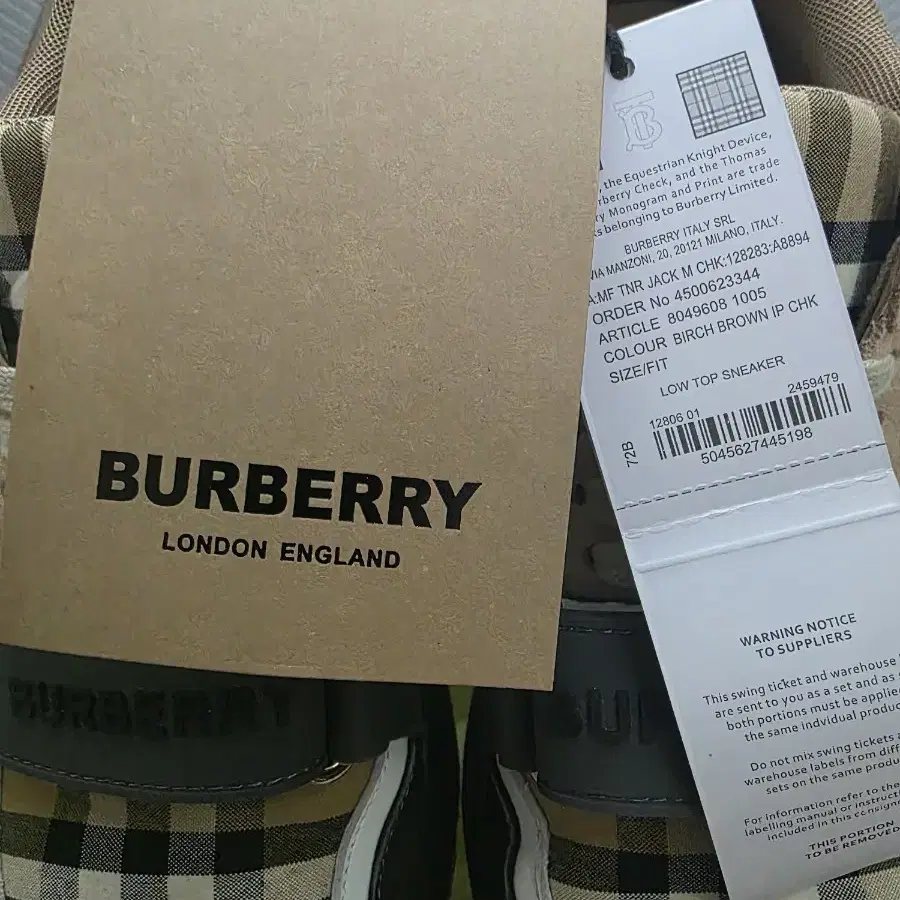 BURBERRY
LONDON ENGLAND
the Equestrian Knight Device,
Check, and the Thomas
Monogram and Print are trade
belonging to Burberry Limited.
BURBERRY ITALY SRL
VIA MANZONI, 20, 20121 MILANO, ITALY.
A:MF TNR JACK M CHK:128283:A8894
ORDER No 4500623344
ARTICLE 8049608 1005
COLOUR BIRCH BROWN IP CHK
SIZE/FIT
LOW TOP SNEAKER
12806 01 2459479
72B
5045627445198
WARNING NOTICE
TO SUPPLIERS
This swing ticket and warehouse
are sent to you as a set and as
both portions must be applie
the same indvidual produc
Do not mix swing tickets
warehouse labels from diff
sets on the same produ
For information refer to the
labelling manual or instruct
included in this consignm
THIS PORTION
TO BE REMOVED
BURBERRY
BUR